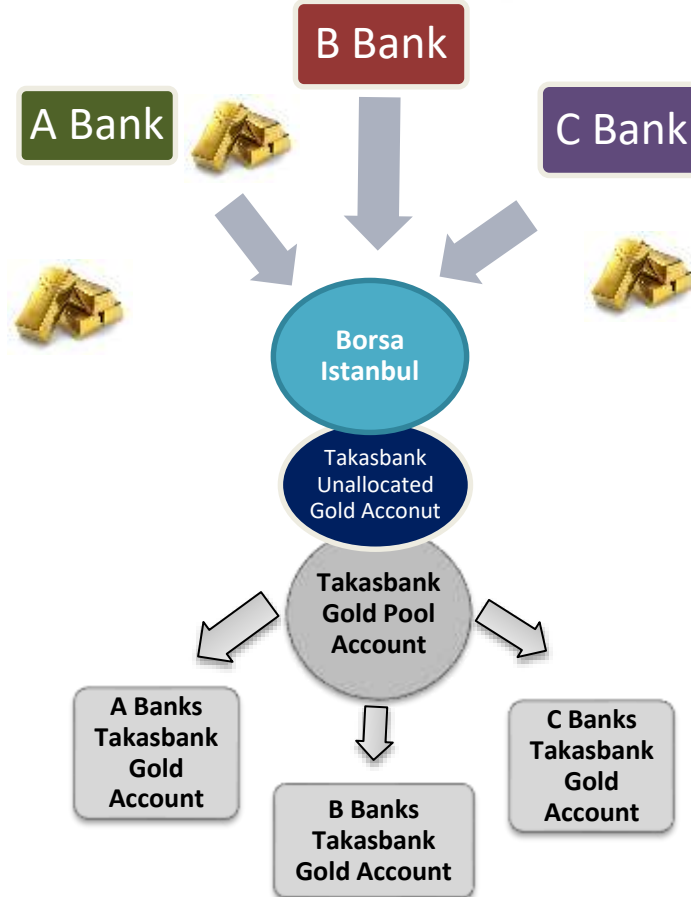 B Bank
A Bank
C Bank
Borsa
Istanbul
Takasbank
Unallocated
Gold Acconut
Takasbank
Gold Pool
Account
A Banks
Takasbank
Gold
Account
B Banks
Takasbank
Gold Account
C Banks
Takasbank
Gold
Account